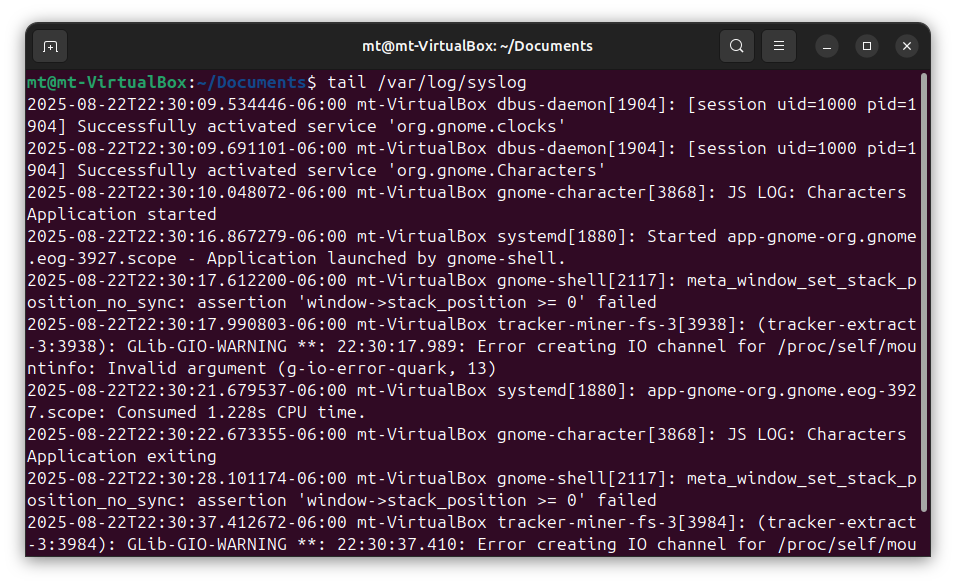 mt@mt-VirtualBox: ~/Documents
mt@mt-VirtualBox:~/Documents$ tail /var/log/syslog
2025-08-22T22:30:09.534446-06:00 mt-VirtualBox dbus-daemon[1904]: [session uid=1000 pid=1
904] Successfully activated service 'org.gnome.clocks'
2025-08-22T22:30:09.691101-06:00 mt-VirtualBox dbus-daemon[1904]: [session uid=1000 pid=1
904] Successfully activated service 'org.gnome.Characters'
2025-08-22T22:30:10.048072-06:00 mt-VirtualBox gnome-character[3868]: JS LOG: Characters
Application started
2025-08-22T22:30:16.867279-06:00 mt-VirtualBox systemd[1880]: Started app-gnome-org.gnome
.eog-3927.scope - Application launched by gnome-shell.
2025-08-22T22:30:17.612200-06:00 mt-VirtualBox gnome-shell[2117]: meta_window_set_stack_p
osition_no_sync: assertion 'window->stack_position >= 0' failed
2025-08-22T22:30:17.990803-06:00 mt-VirtualBox tracker-miner-fs-3[3938]: (tracker-extract
-3:3938): GLib-GIO-WARNING **: 22:30:17.989: Error creating IO channel for /proc/self/mou
ntinfo: Invalid argument (g-io-error-quark, 13)
2025-08-22T22:30:21.679537-06:00 mt-VirtualBox systemd[1880]: app-gnome-org.gnome.eog-392
7.scope: Consumed 1.228s CPU time.
2025-08-22T22:30:22.673355-06:00 mt-VirtualBox gnome-character[3868]: JS LOG: Characters
Application exiting
2025-08-22T22:30:28.101174-06:00 mt-VirtualBox gnome-shell[2117]: meta_window_set_stack_p
osition_no_sync: assertion 'window->stack_position >= 0' failed
2025-08-22T22:30:37.412672-06:00 mt-VirtualBox tracker-miner-fs-3[3984]: (tracker-extract
-3:3984): GLib-GIO-WARNING **: 22:30:37.410: Error creating IO channel for /proc/self/mou